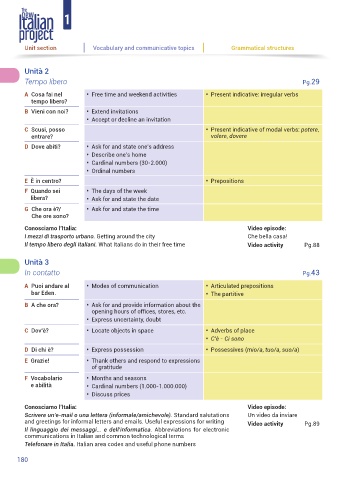 The
new
Italian
project
1
Unit section Vocabulary and communicative topics Grammatical structures
Unità 2
Tempo libero Pg.29
A Cosa fai nel • Free time and weekend activities • Present indicative: irregular verbs
tempo libero?
B Vieni con noi? • Extend invitations
• Accept or decline an invitation
C Scusi, posso • Present indicative of modal verbs: potere,
entrare? volere, dovere
D Dove abiti? • Ask for and state one's address
• Describe one's home
• Cardinal numbers (30-2.000)
• Ordinal numbers
E È in centro? • Prepositions
F Quando sei • The days of the week
libero? • Ask for and state the date
G Che ora è?/ • Ask for and state the time
Che ore sono?
Conosciamo l'Italia: Video episode:
I mezzi di trasporto urbano. Getting around the city Che bella casa!
Il tempo libero degli italiani. What Italians do in their free time Video activity Pg.88
Unità 3
In contatto Pg.43
A Puoi andare al • Modes of communication • Articulated prepositions
bar Eden. • The partitive
B A che ora? • Ask for and provide information about the
opening hours of offices, stores, etc.
• Express uncertainty, doubt
C Dov'è? • Locate objects in space • Adverbs of place
• C'è - Ci sono
D Di chi è? • Express possession • Possessives (mio/a, tuo/a, suo/a)
E Grazie! • Thank others and respond to expressions
of gratitude
F Vocabolario • Months and seasons
e abilità • Cardinal numbers (1.000-1.000.000)
• Discuss prices
Conosciamo l'Italia: Video episode:
Scrivere un'e-mail o una lettera (informale/amichevole). Standard salutations Un video da inviare
and greetings for informal letters and emails. Useful expressions for writing Video activity Pg.89
Il linguaggio dei messaggi... e dell'informatica. Abbreviations for electronic
communications in Italian and common technological terms
Telefonare in Italia. Italian area codes and useful phone numbers
180